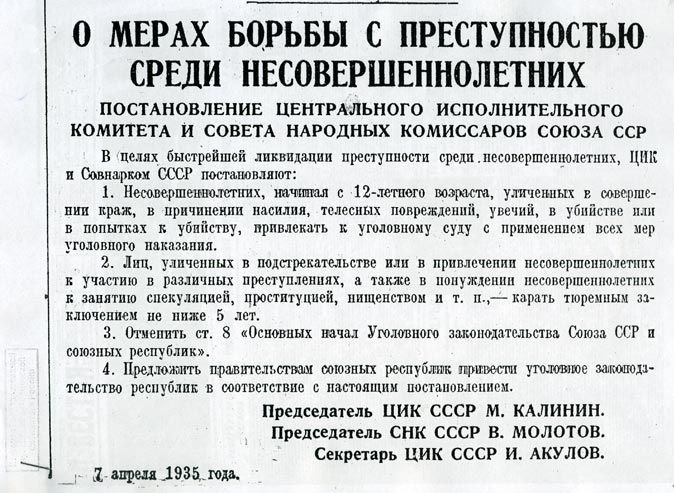 О МЕРАХ БОРЬБЫ С ПРЕСТУПНОСТЬЮ
СРЕДИ НЕСОВЕРШЕННОЛЕТНИХ
ПОСТАНОВЛЕНИЕ ЦЕНТРАЛЬНОГО ИСПОЛНИТЕЛЬНОГО
КОМИТЕТА И СОВЕТА НАРОДНЫХ КОМИССАРОВ СОЮЗА ССР
В целях быстрейшей ликвидации преступности среди несовершеннолетних, ЦИК
и Совнарком СССР постановляют:
1. Несовершеннолетних, начиная с 12-летнего возраста, уличенных в соверше-
нии краж, в причинении насилия, телесных повреждений, увечий, в убийстве или
в попытках к убийству, привлекать к уголовному суду с применением всех мер
уголовного наказания.
2. Лиц, уличенных в подстрекательстве или в привлечении несовершеннолетних
к участию в различных преступлениях, а также в понуждении несовершеннолетних
к занятию спекуляцией, проституцией, нищенством и т. п.,— карать тюремным за-
ключением не ниже 5 лет.
3. Отменить ст. 8 «Основных начал Уголовного законодательства Союза ССР и
союзных республик».
4. Предложить правительствам союзных республик привести уголовное законода-
тельство республик в соответствие с настоящим постановлением.
Председатель ЦИК СССР М. КАЛИНИН.
Председатель СНК СССР В. МОЛОТОВ.
Секретарь ЦИК СССР И. АКУЛОВ.
7 апреля 1935 года.